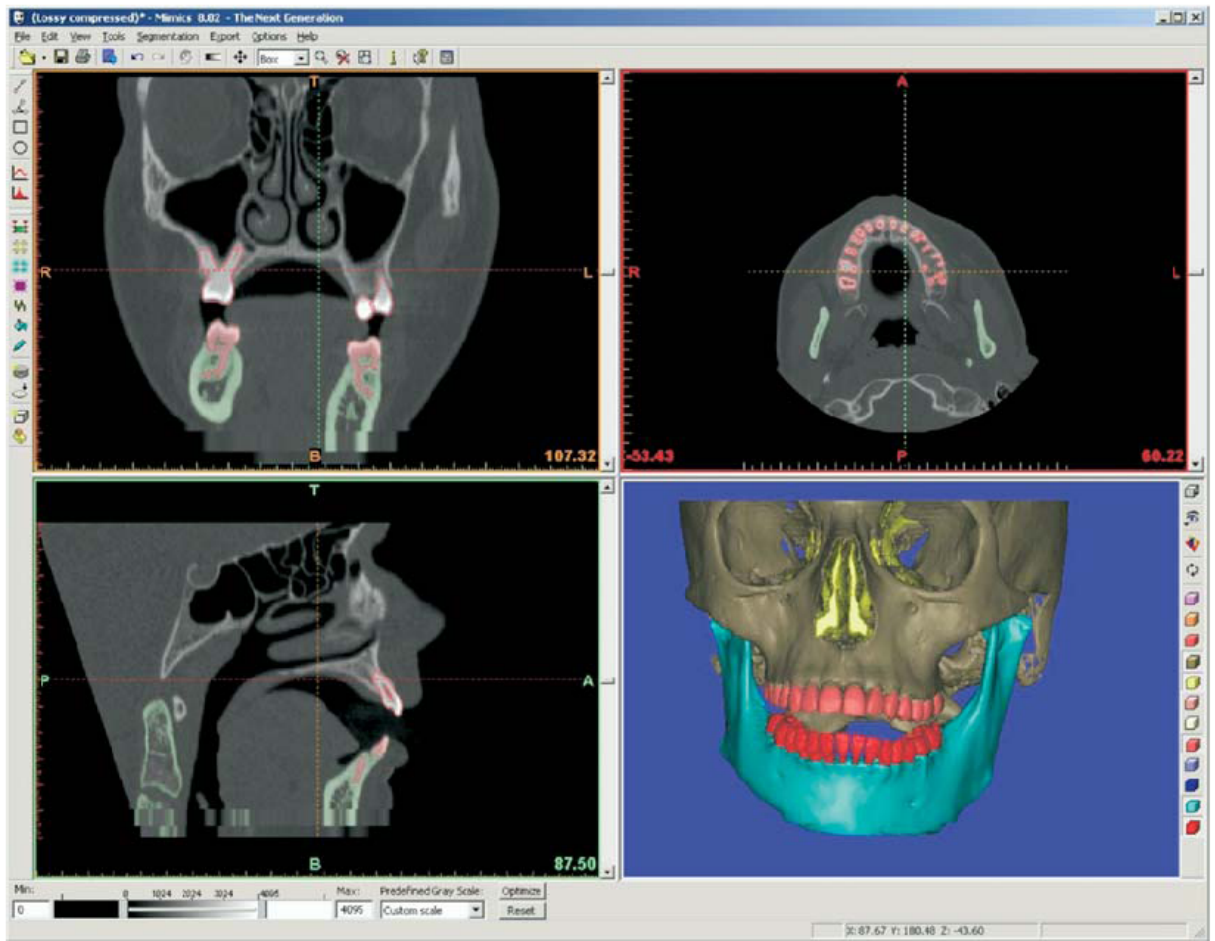 (Lossy compressed)* - Mimics 8.02 - The Next Generation
File Edit View Tools Segmentation Export Options Help
Box
T
R
L
B
107.32
A
R
L
-53.43
P
60.22
T
P
A
B
87.50
Min:
0
0 1024 2024 3024 4095
Max:
4095
Predefined Gray Scale:
Custom scale
Optimize
Reset
X: 87.67 Y: 180.48 Z: -43.60